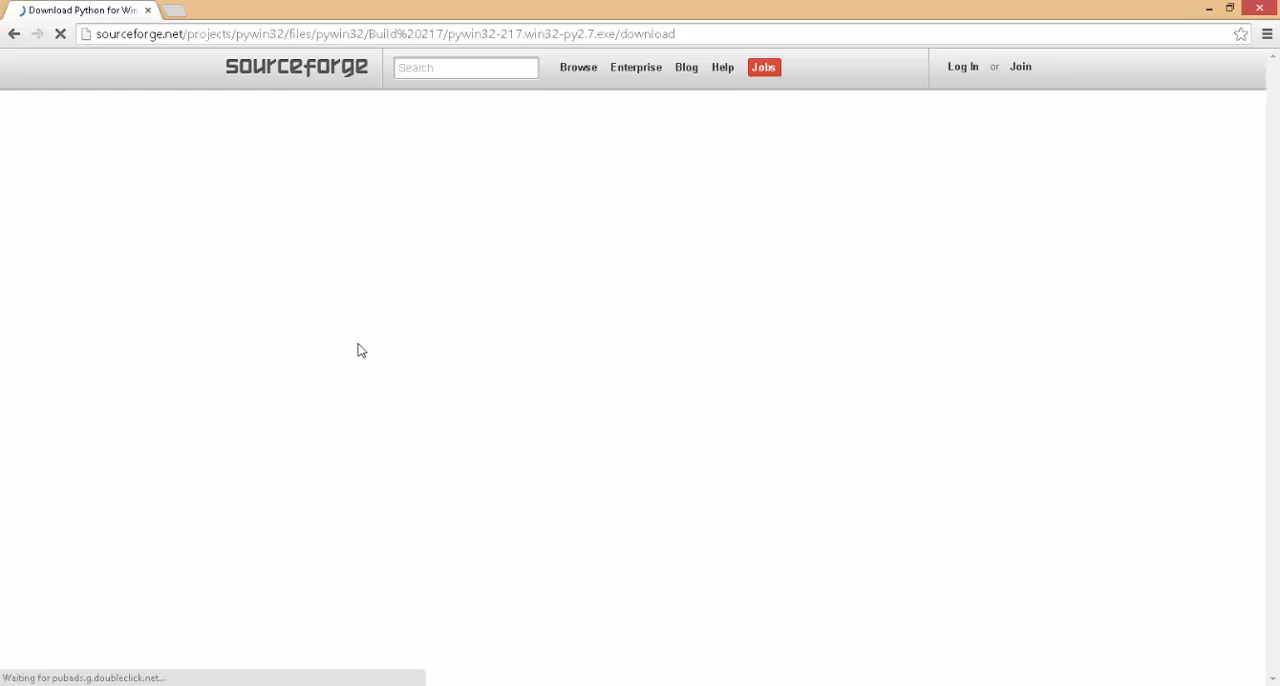 Download Python for Win
sourceforge.net/projects/pywin32/files/pywin32/Build%20217/pywin32-217.win32-py2.7.exe/download
sourceforge Search Browse Enterprise Blog Help Jobs Log In or Join
Waiting for pubads.g.doubleclick.net...